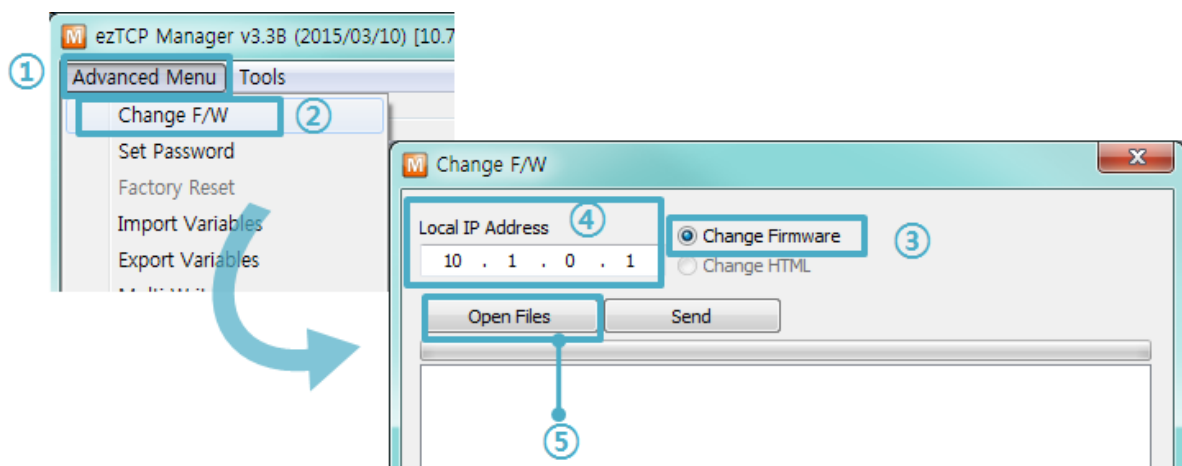 M ezTCP Manager v3.3B (2015/03/10) [10.7
① Advanced Menu Tools
Change F/W ②
Set Password
Factory Reset
Import Variables
Export Variables
M Change F/W X
Local IP Address ④
Change Firmware ③
10 . 1 . 0 . 1
Change HTML
Open Files Send
⑤